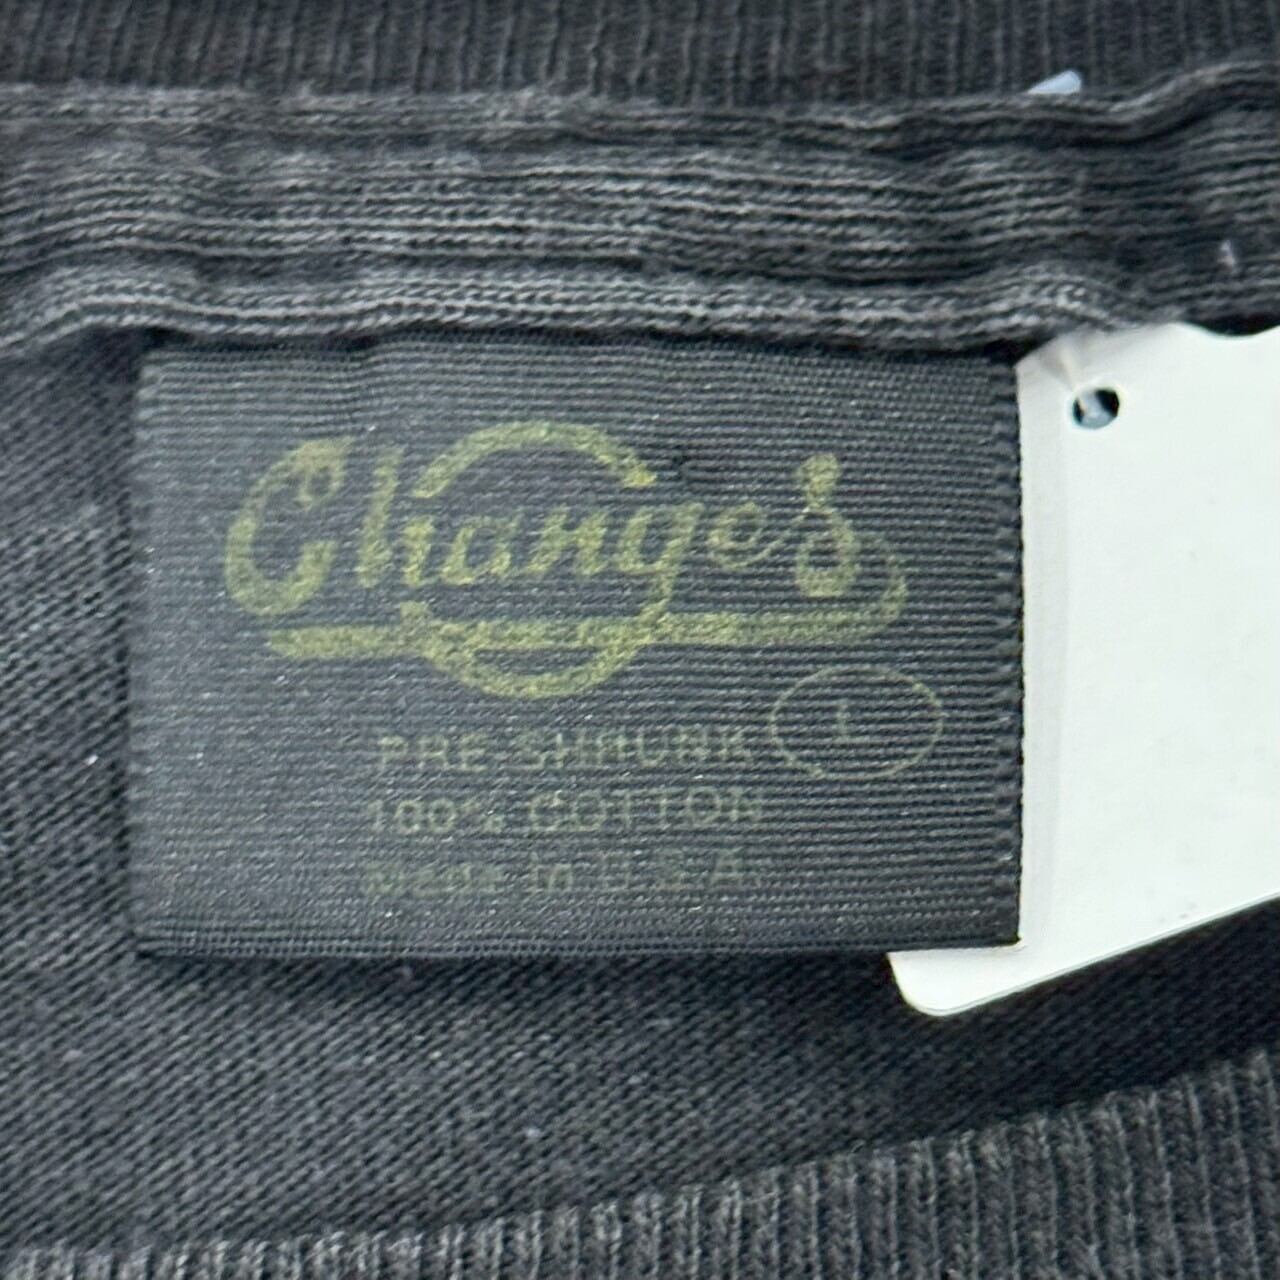 Changes
L
PRE-SHRUNK
100% COTTON
Made in U.S.A.